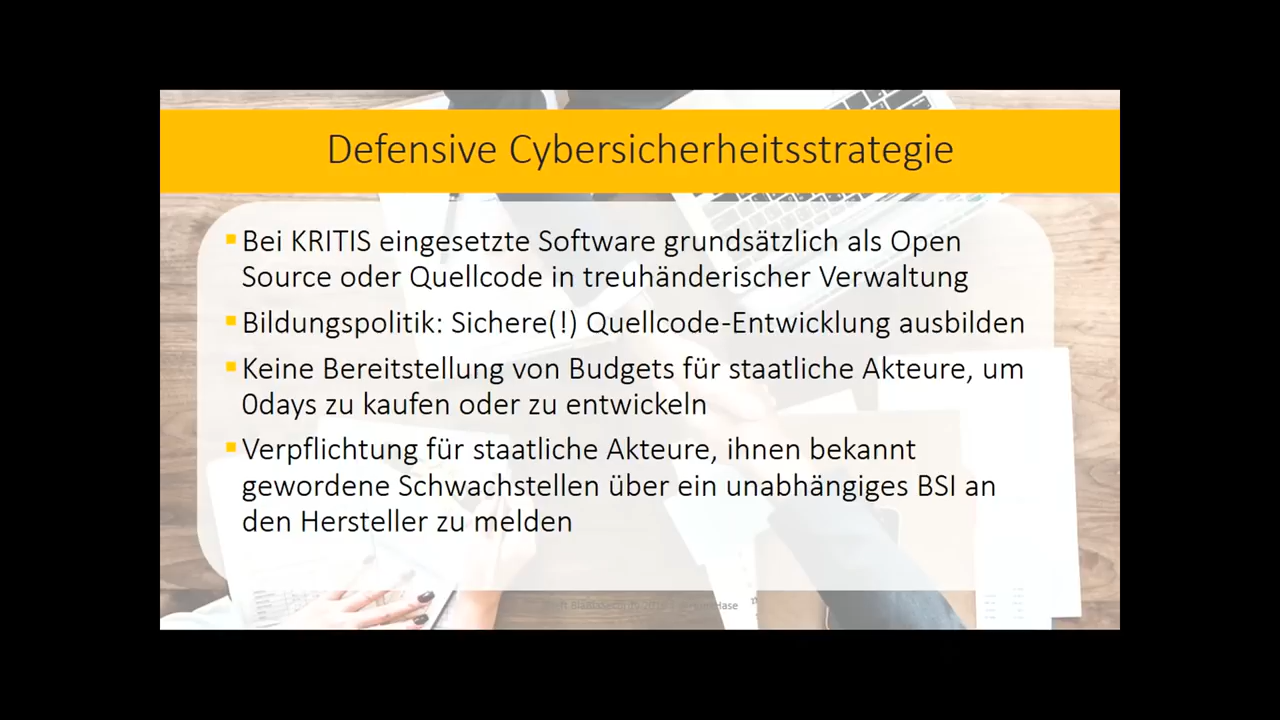 Defensive Cybersicherheitsstrategie
Bei KRITIS eingesetzte Software grundsätzlich als Open
Source oder Quellcode in treuhänderischer Verwaltung
Bildungspolitik: Sichere(!) Quellcode-Entwicklung ausbilden
Keine Bereitstellung von Budgets für staatliche Akteure, um
0days zu kaufen oder zu entwickeln
Verpflichtung für staatliche Akteure, ihnen bekannt
gewordene Schwachstellen über ein unabhängiges BSI an
den Hersteller zu melden